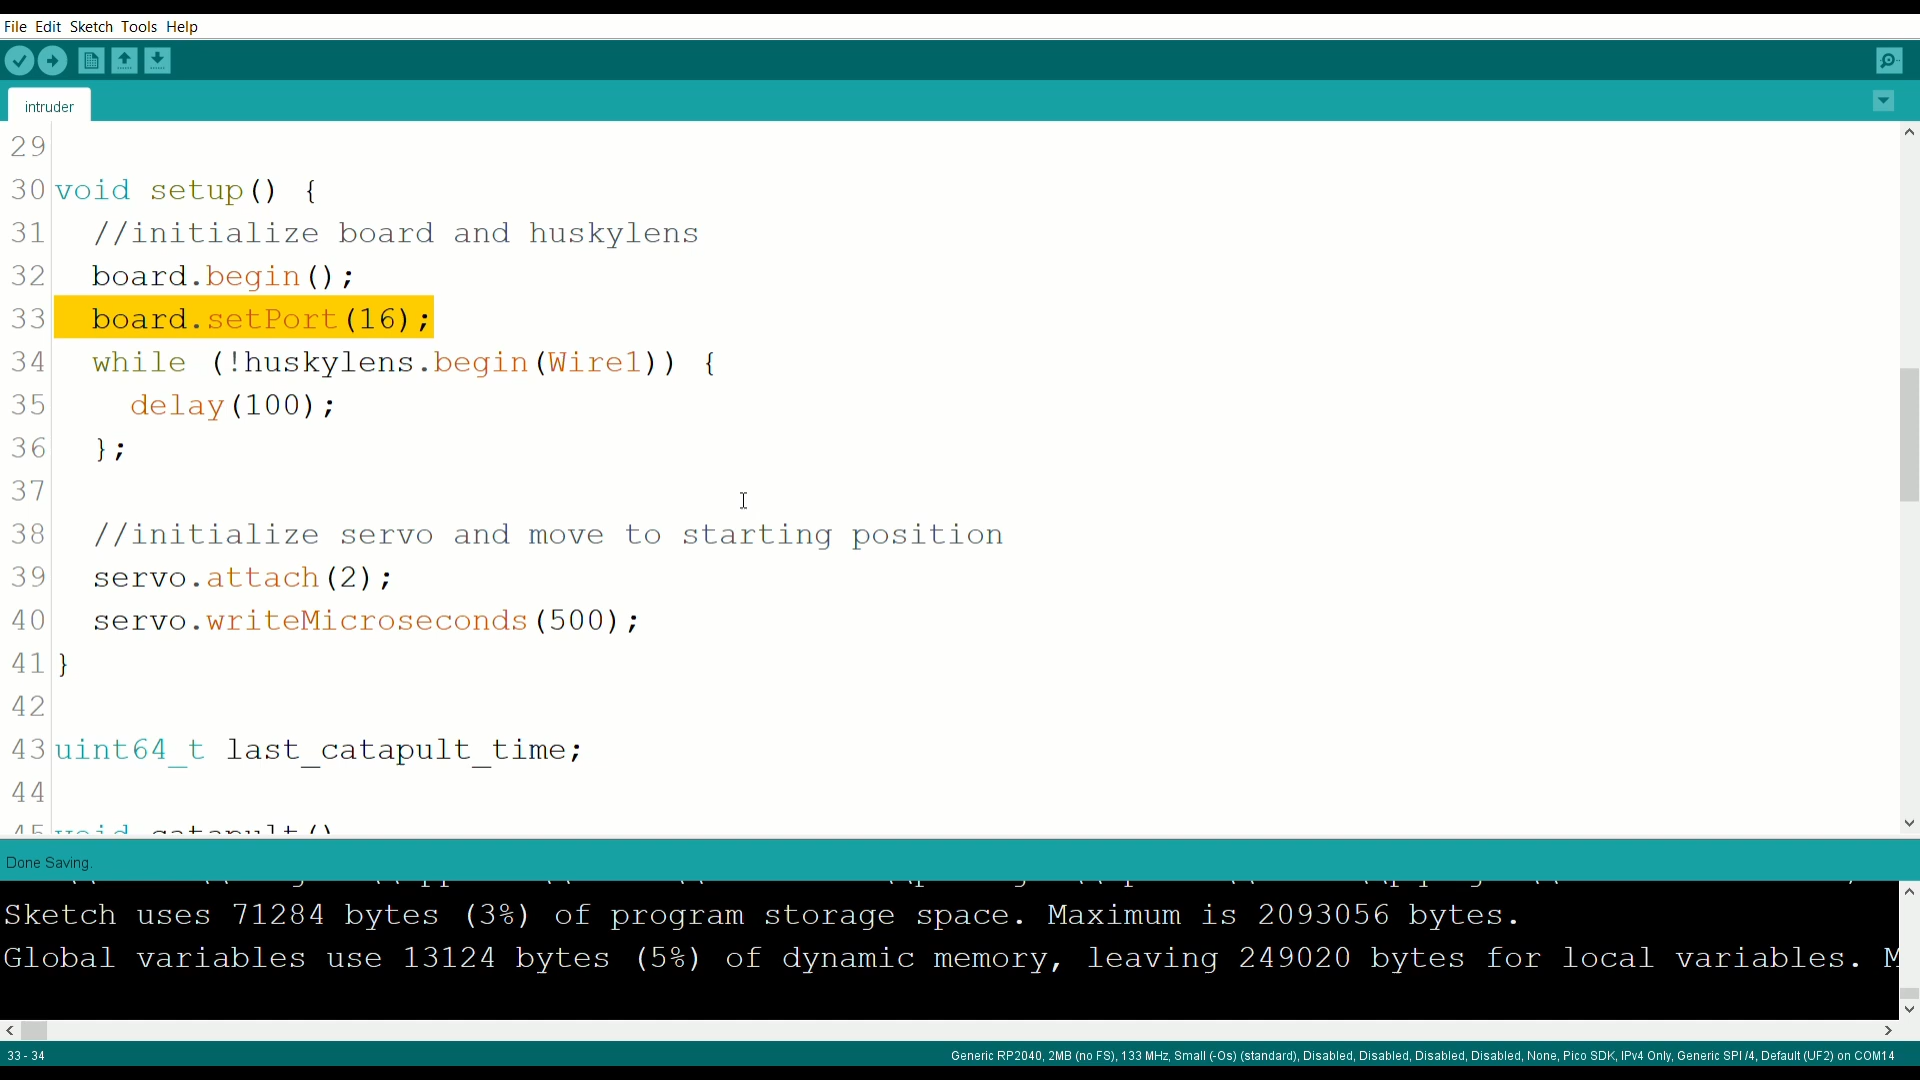 File Edit Sketch Tools Help
intruder
29
30 void setup() {
31 //initialize board and huskylens
32 board.begin();
33 board.setPort(16);
34 while (!huskylens.begin(Wire1)) {
35 delay(100);
36 };
37
38 //initialize servo and move to starting position
39 servo.attach(2);
40 servo.writeMicroseconds(500);
41 }
42
43 uint64_t last_catapult_time;
44
45 void catapult()
Done Saving.
Sketch uses 71284 bytes (3%) of program storage space. Maximum is 2093056 bytes.
Global variables use 13124 bytes (5%) of dynamic memory, leaving 249020 bytes for local variables. M
33 - 34 Generic RP2040, 2MB (no FS), 133 MHz, Small (-Os) (standard), Disabled, Disabled, Disabled, Disabled, None, Pico SDK, IPv4 Only, Generic SPI /4, Default (UF2) on COM14